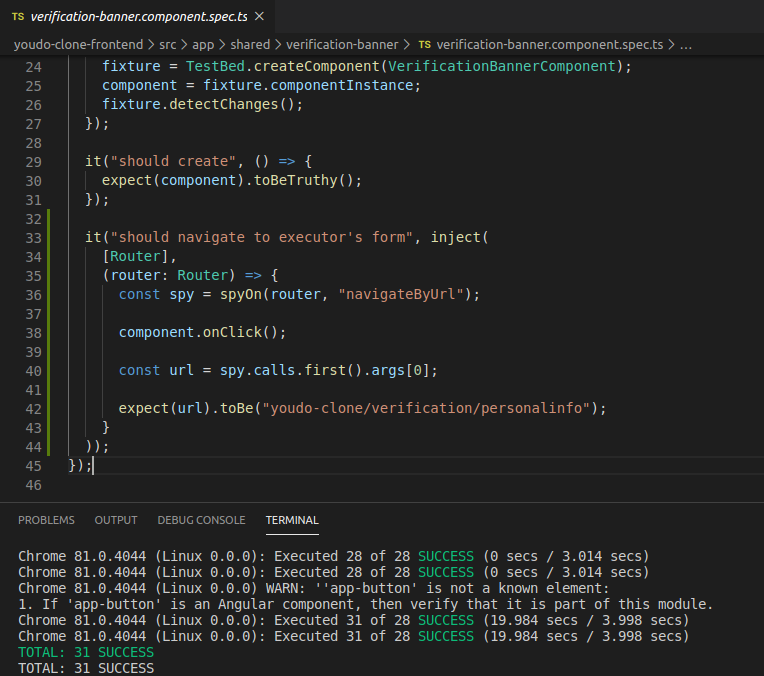 TS verification-banner.component.spec.ts ×
youdo-clone-frontend > src > app > shared > verification-banner > TS verification-banner.component.spec.ts > ...
24 fixture = TestBed.createComponent(VerificationBannerComponent);
25 component = fixture.componentInstance;
26 fixture.detectChanges();
27 });
28
29 it("should create", () => {
30 expect(component).toBeTruthy();
31 });
32
33 it("should navigate to executor's form", inject(
34 [Router],
35 (router: Router) => {
36 const spy = spyOn(router, "navigateByUrl");
37
38 component.onClick();
39
40 const url = spy.calls.first().args[0];
41
42 expect(url).toBe("youdo-clone/verification/personalinfo");
43 }
44 ));
45 });
46
PROBLEMS OUTPUT DEBUG CONSOLE TERMINAL
Chrome 81.0.4044 (Linux 0.0.0): Executed 28 of 28 SUCCESS (0 secs / 3.014 secs)
Chrome 81.0.4044 (Linux 0.0.0): Executed 28 of 28 SUCCESS (0 secs / 3.014 secs)
Chrome 81.0.4044 (Linux 0.0.0) WARN: ''app-button' is not a known element:
1. If 'app-button' is an Angular component, then verify that it is part of this module.
Chrome 81.0.4044 (Linux 0.0.0): Executed 31 of 28 SUCCESS (19.984 secs / 3.998 secs)
Chrome 81.0.4044 (Linux 0.0.0): Executed 31 of 28 SUCCESS (19.984 secs / 3.998 secs)
TOTAL: 31 SUCCESS
TOTAL: 31 SUCCESS